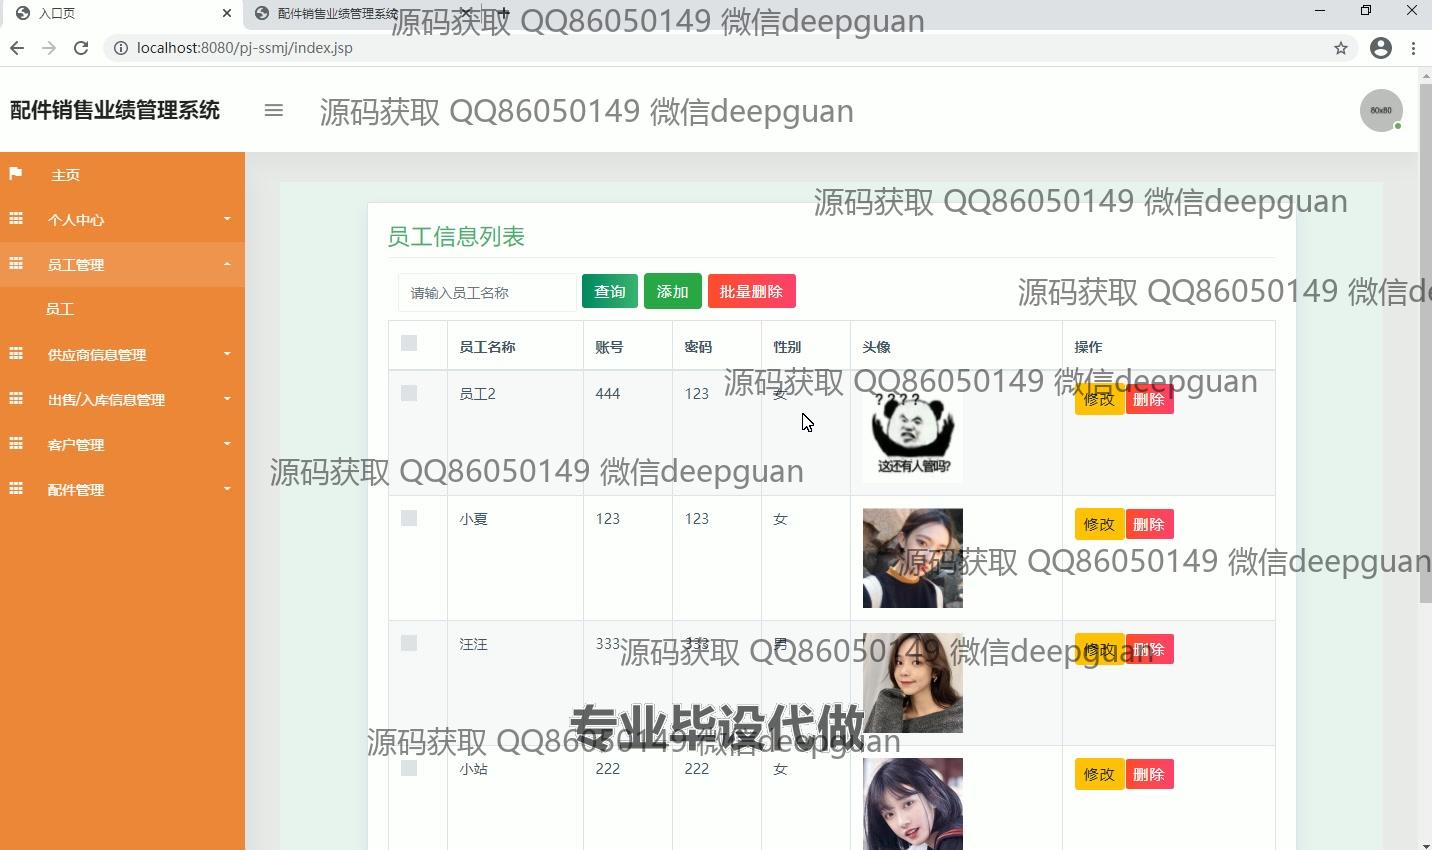 入口页
配件销售业绩管理系统
源码获取 QQ86050149 微信deepguan
localhost:8080/pj-ssmj/index.jsp
配件销售业绩管理系统
源码获取 QQ86050149 微信deepguan
80x80
主页
个人中心
员工管理
员工
供应商信息管理
出售/入库信息管理
客户管理
配件管理
源码获取 QQ86050149 微信deepguan
员工信息列表
请输入员工名称 查询 添加 批量删除
源码获取 QQ86050149 微信de
员工名称 账号 密码 性别 头像 操作
源码获取 QQ86050149 微信deepguan
员工2 444 123 女 修改 删除
????
这还有人管吗?
源码获取 QQ86050149 微信deepguan
小夏 123 123 女 修改 删除
源码获取 QQ86050149 微信deepguan
汪汪 333 333 男 修改 删除
源码获取 QQ86050149 微信deepguan
专业毕设代做
源码获取 QQ86050149 微信deepguan
小站 222 222 女 修改 删除